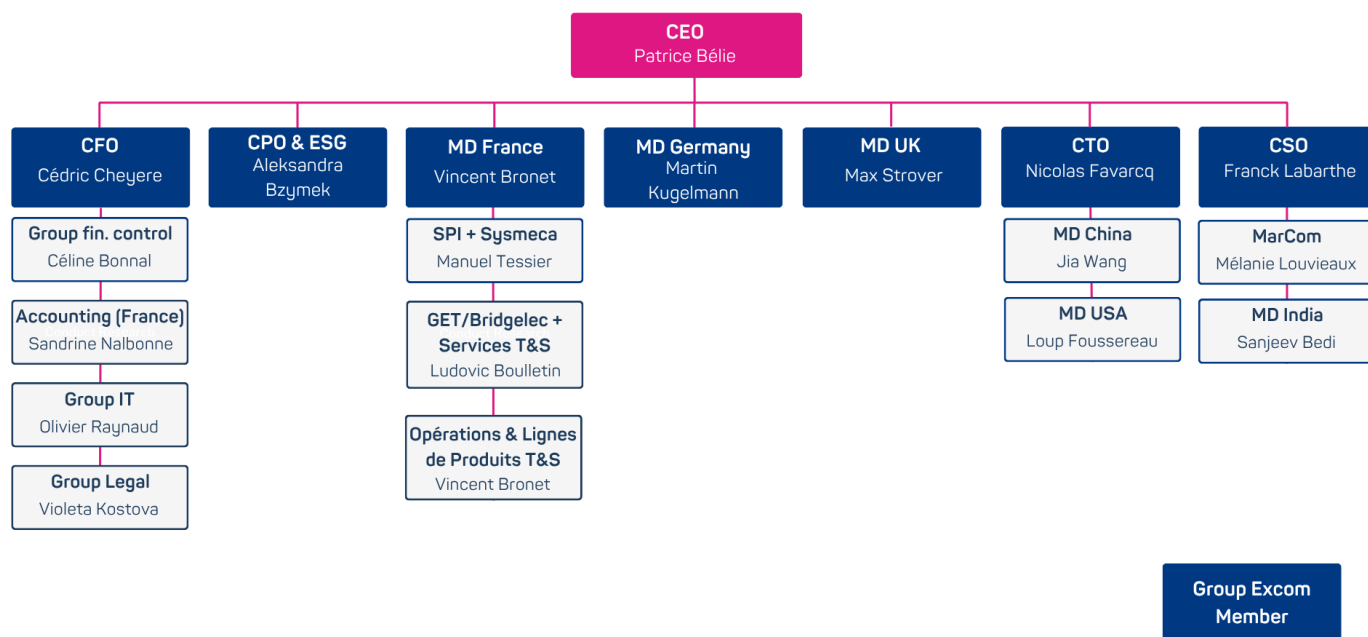 CEO
Patrice Bélie
CFO
Cédric Cheyere
CPO & ESG
Aleksandra
Bzymek
MD France
Vincent Bronet
MD Germany
Martin
Kugelmann
MD UK
Max Strover
CTO
Nicolas Favarcq
CSO
Franck Labarthe
Group fin. control
Céline Bonnal
Accounting (France)
Sandrine Nalbonne
Group IT
Olivier Raynaud
Group Legal
Violeta Kostova
SPI + Sysmeca
Manuel Tessier
GET/Bridgelec +
Services T&S
Ludovic Boulletin
Opérations & Lignes
de Produits T&S
Vincent Bronet
MD China
Jia Wang
MD USA
Loup Foussereau
MarCom
Mélanie Louvieaux
MD India
Sanjeev Bedi
Group Excom
Member